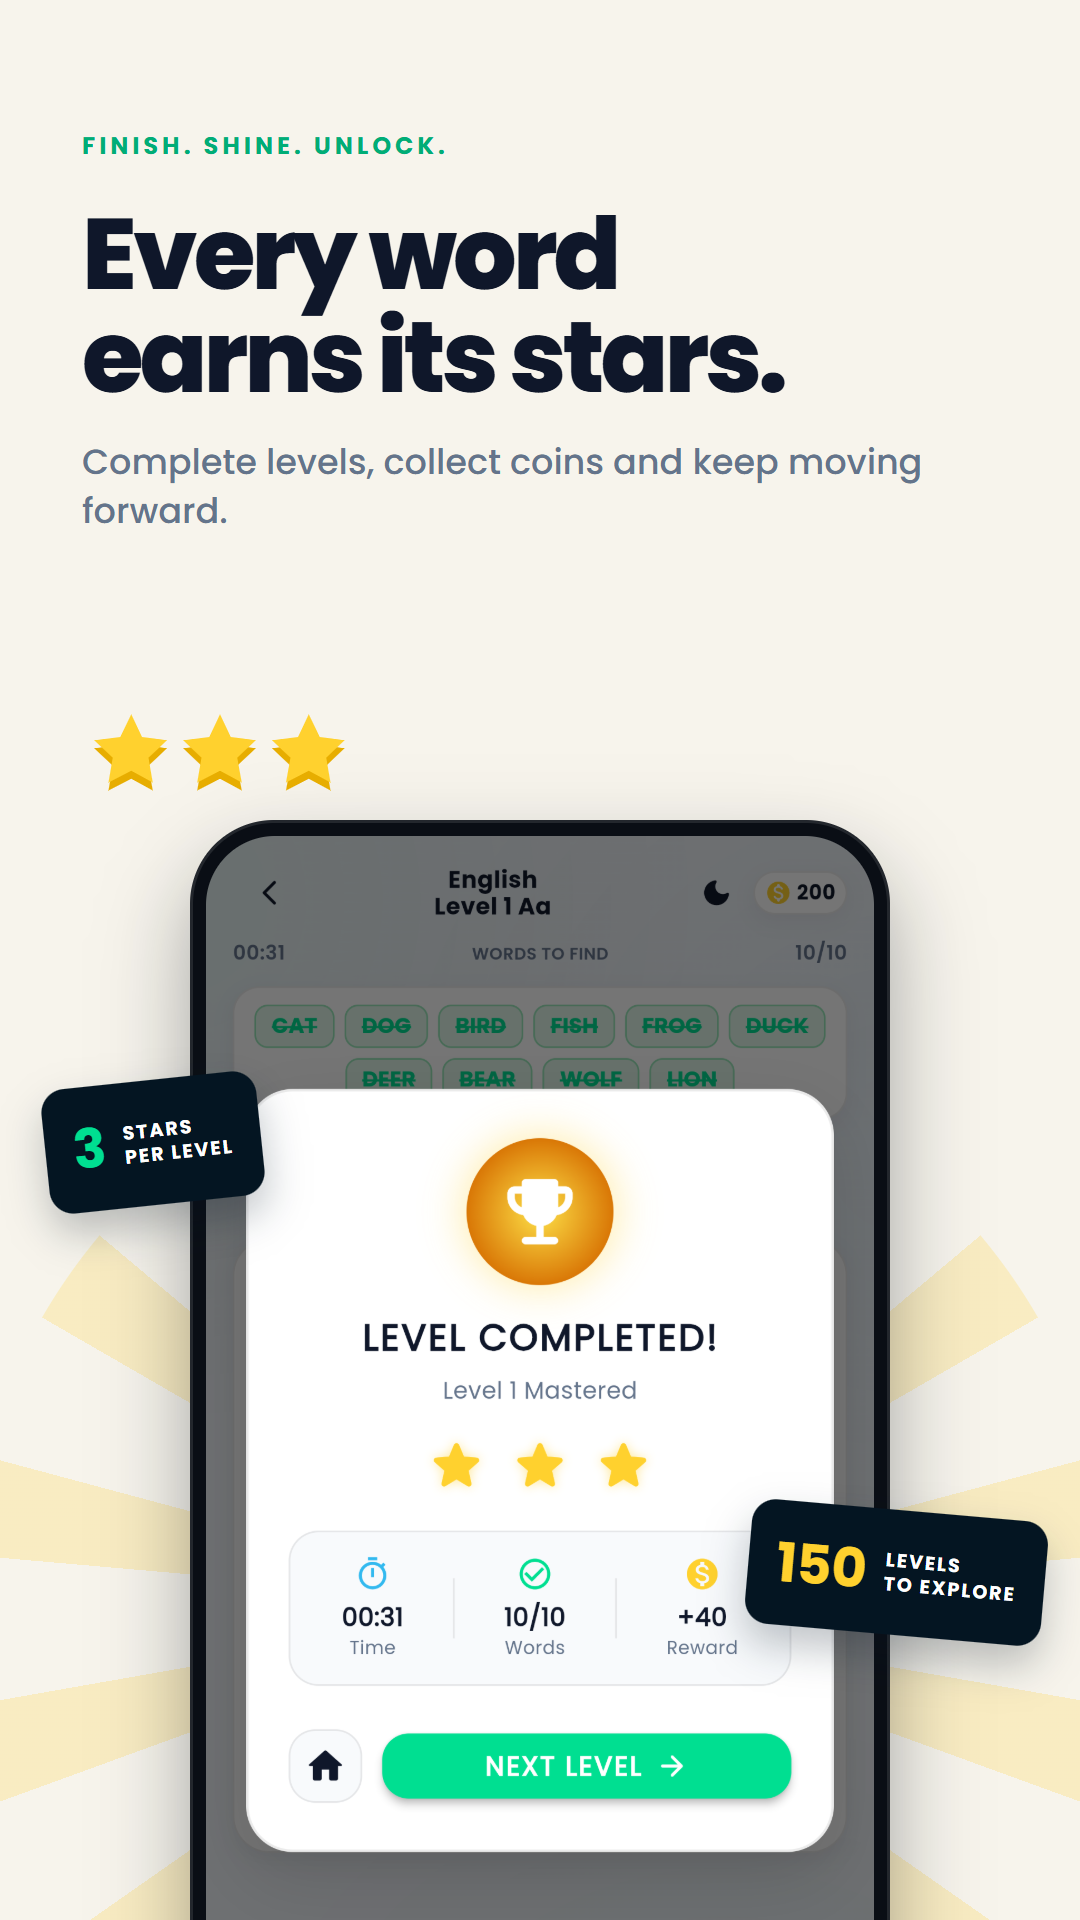 FINISH. SHINE. UNLOCK.
Every word
earns its stars.
Complete levels, collect coins and keep moving
forward.
English
Level 1 Aa
200
00:31
WORDS TO FIND
10/10
CAT DOG BIRD FISH FROG DUCK
DEER BEAR WOLF LION
3 STARS
PER LEVEL
LEVEL COMPLETED!
Level 1 Mastered
150 LEVELS
TO EXPLORE
00:31 10/10 +40
Time Words Reward
NEXT LEVEL